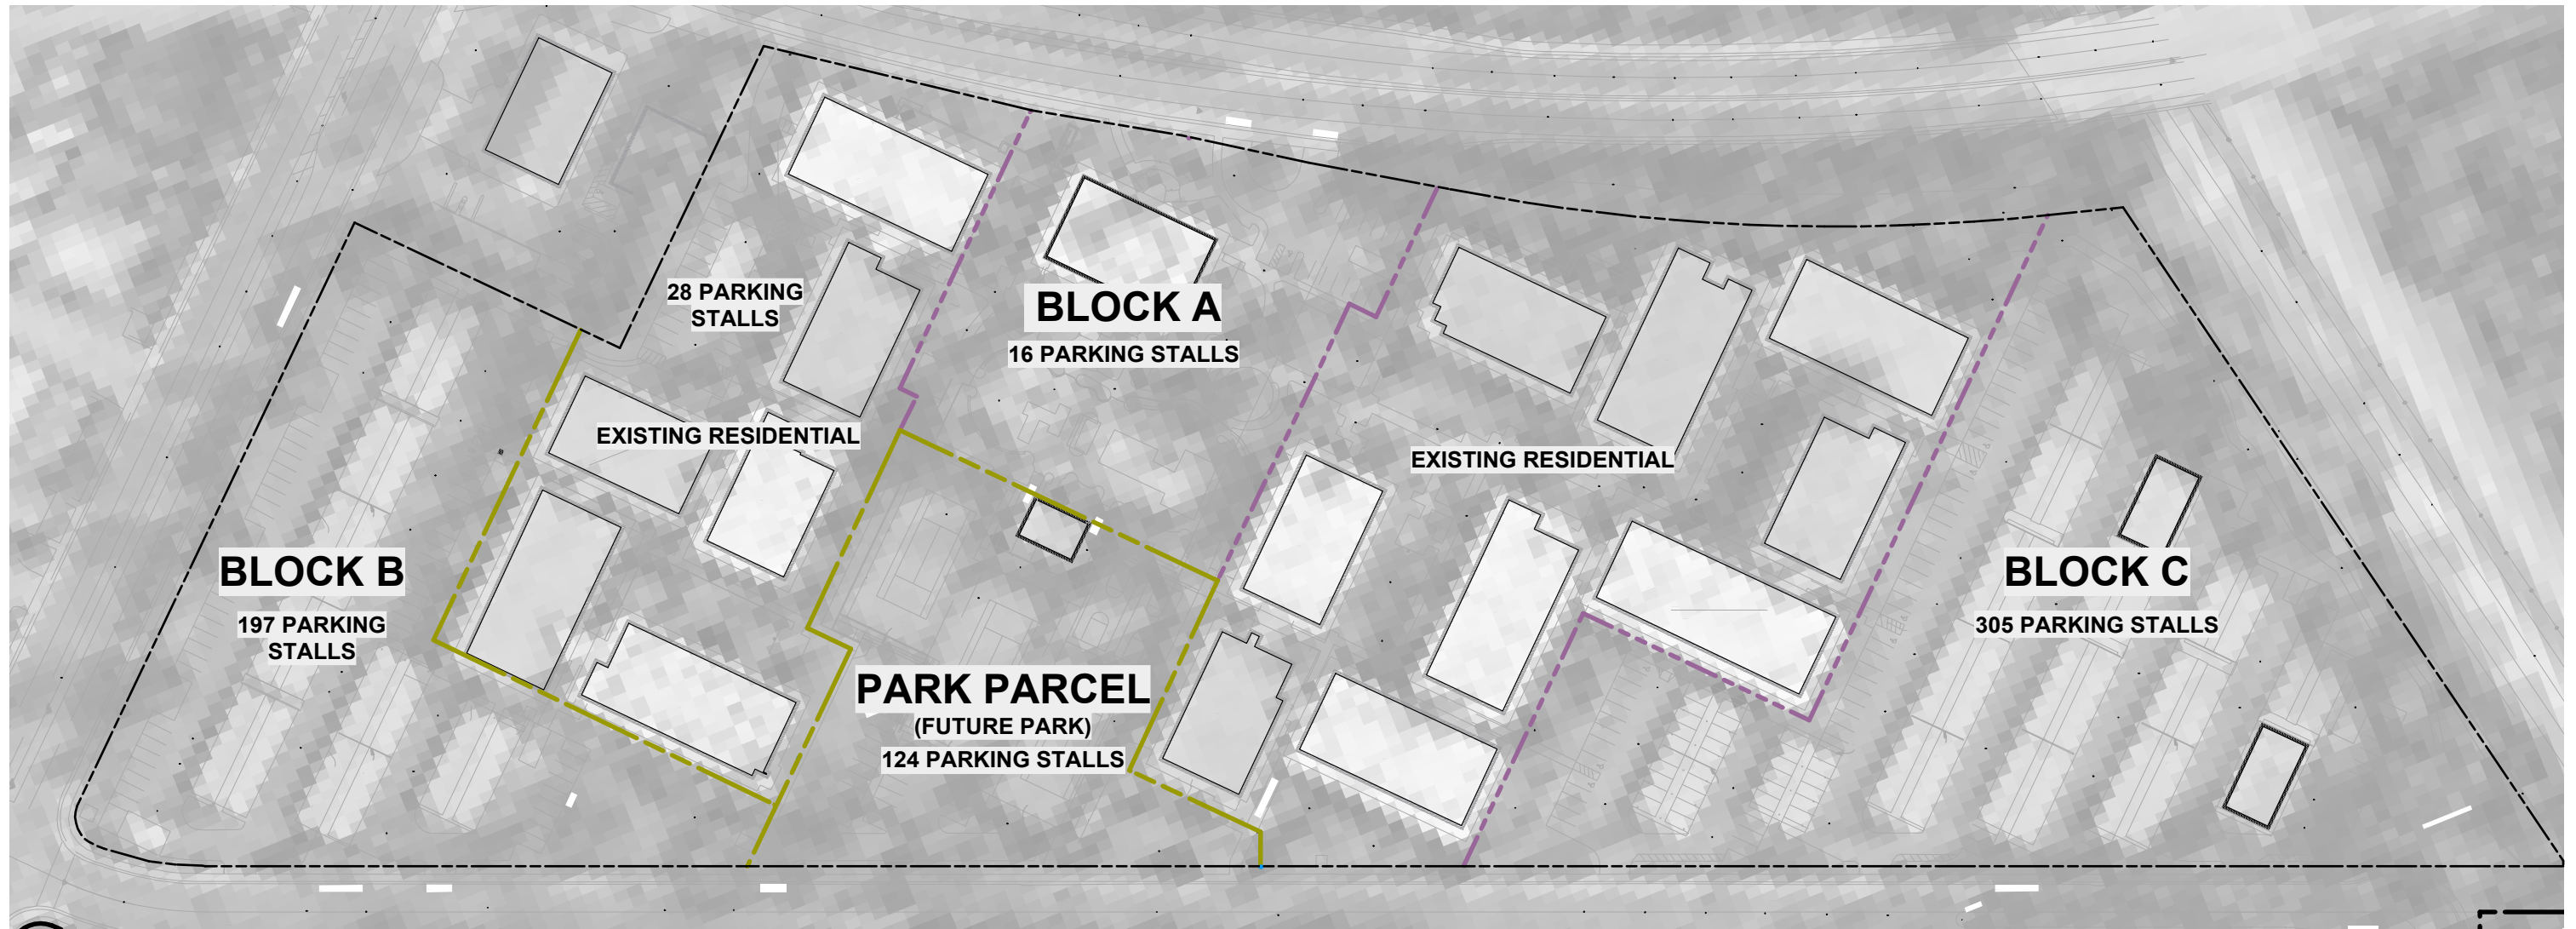 28 PARKING
STALLS
BLOCK A
16 PARKING STALLS
EXISTING RESIDENTIAL
EXISTING RESIDENTIAL
BLOCK B
197 PARKING
STALLS
BLOCK C
305 PARKING STALLS
PARK PARCEL
(FUTURE PARK)
124 PARKING STALLS